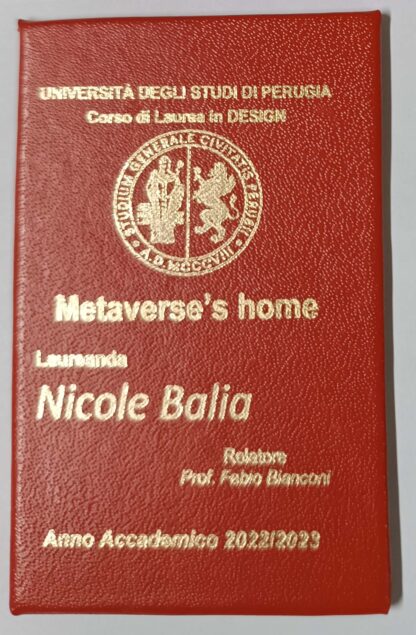 UNIVERSITÀ DEGLI STUDI DI PERUGIA
Corso di Laurea in DESIGN
STUDIUM GENERALE CIVITATIS PERUSII
A.D. MCCCVIII
Metaverse's home
Laureanda
Nicole Balia
Relatore
Prof. Fabio Bianconi
Anno Accademico 2022/2023